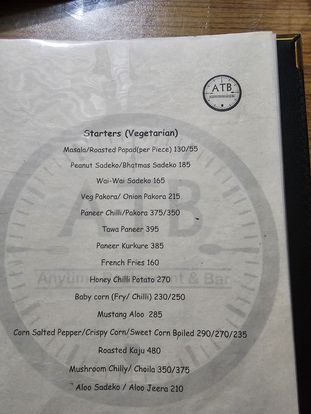 ATB
Starters (Vegetarian)
Masala/Roasted Papad(per Piece) 130/55
Peanut Sadeko/Bhatmas Sadeko 185
Wai-Wai Sadeko 165
Veg Pakora/ Onion Pakora 215
Paneer Chilli/Pakora 375/350
Tawa Paneer 395
Paneer Kurkure 385
French Fries 160
Honey Chilli Potato 270
Baby corn (Fry/ Chilli) 230/250
Mustang Aloo 285
Corn Salted Pepper/Crispy Corn/Sweet Corn Boiled 290/270/235
Roasted Kaju 480
Mushroom Chilly/ Choila 350/375
Aloo Sadeko / Aloo Jeera 210
ATB
& Bar